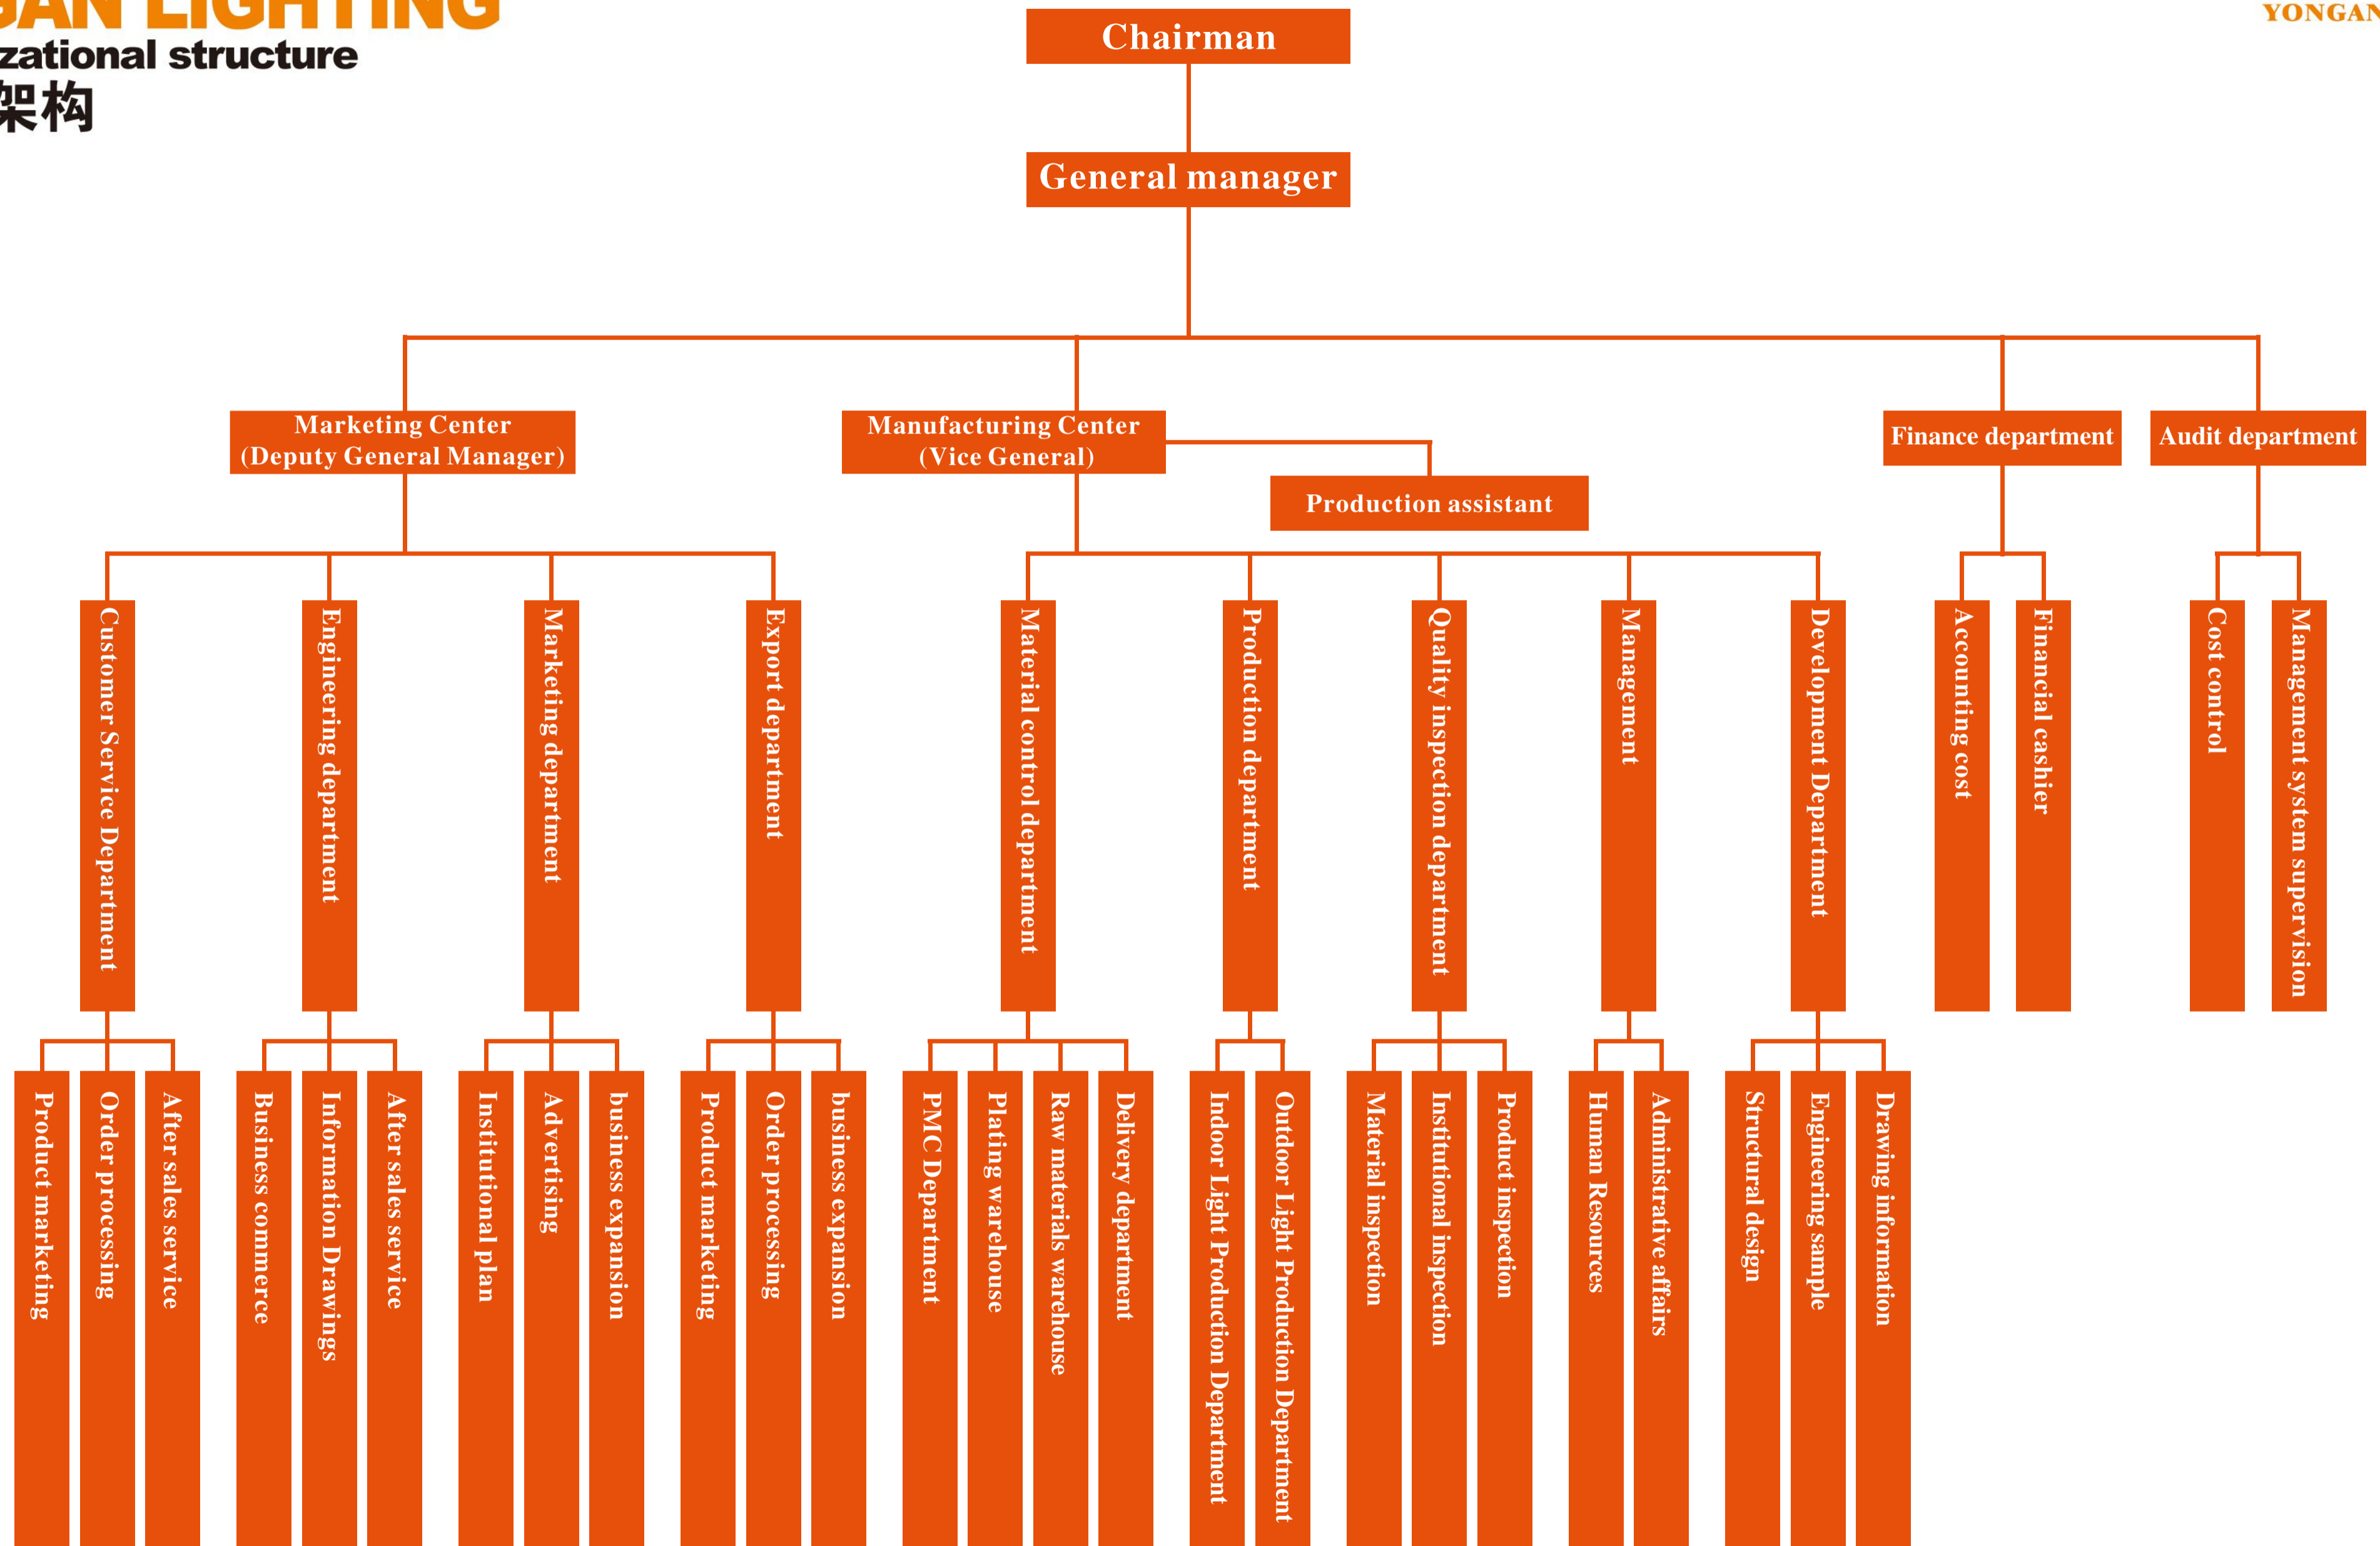 GAN LIGHTING
zational structure
架构
YONGAN
Chairman
General manager
Marketing Center
(Deputy General Manager)
Manufacturing Center
(Vice General)
Production assistant
Finance department
Audit department
Customer Service Department
Engineering department
Marketing department
Export department
Material control department
Production department
Quality inspection department
Management
Development Department
Accounting cost
Financial cashier
Cost control
Management system supervision
Product marketing
Order processing
After sales service
Business commerce
Information Drawings
After sales service
Institutional plan
Advertising
business expansion
Product marketing
Order processing
business expansion
PMC Department
Plating warehouse
Raw materials warehouse
Delivery department
Indoor Light Production Department
Outdoor Light Production Department
Material inspection
Institutional inspection
Product inspection
Human Resources
Administrative affairs
Structural design
Engineering sample
Drawing information